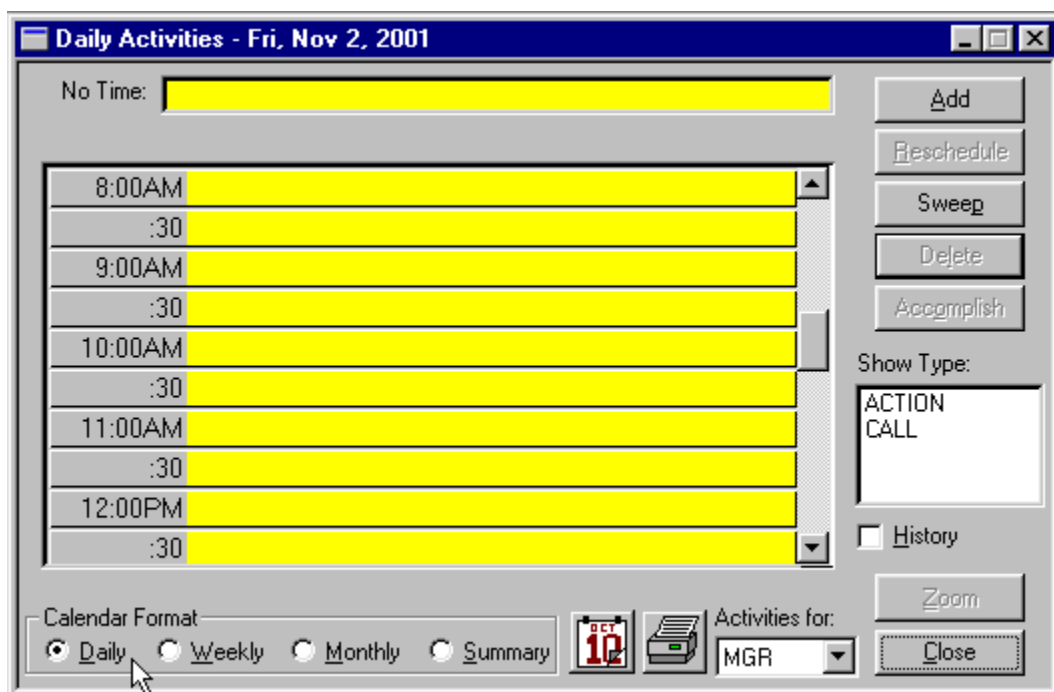 Daily Activities - Fri, Nov 2, 2001
No Time:
Add
Reschedule
Sweep
Delete
Accomplish
8:00AM
:30
9:00AM
:30
10:00AM
:30
11:00AM
:30
12:00PM
:30
Show Type:
ACTION
CALL
History
Zoom
Close
Calendar Format
Daily Weekly Monthly Summary
OCT
10
Activities for:
MGR